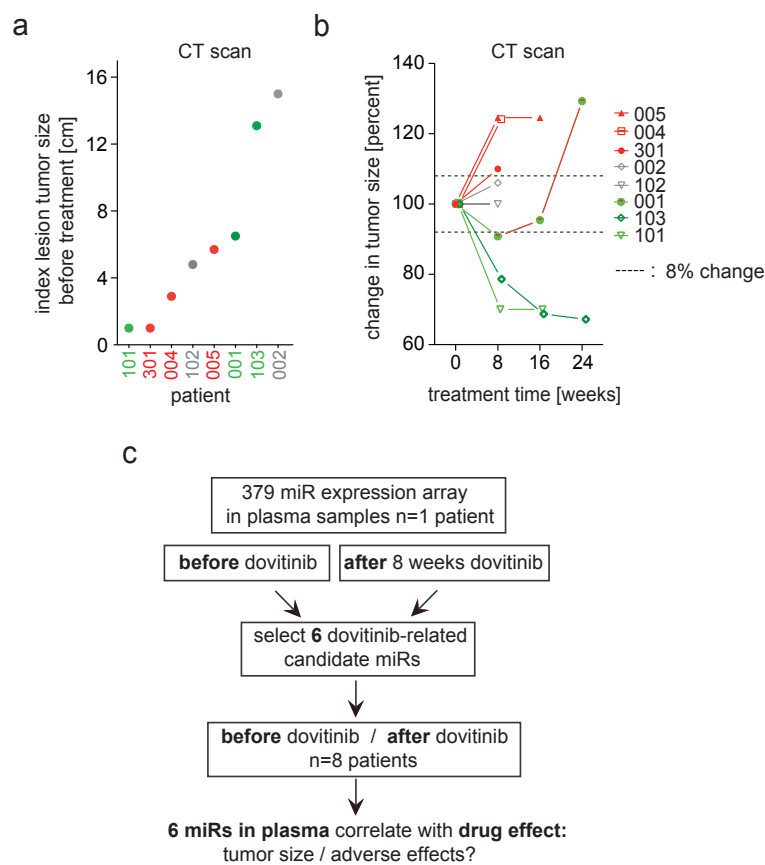 a
CT scan
index lesion tumor size
before treatment [cm]
16
12
8
4
0
101
301
004
102
005
001
103
002
patient
b
CT scan
change in tumor size [percent]
140
120
100
80
60
0
8
16
24
treatment time [weeks]
005
004
301
002
102
001
103
101
: 8% change
c
379 miR expression array
in plasma samples n=1 patient
before dovitinib
after 8 weeks dovitinib
select 6 dovitinib-related
candidate miRs
before dovitinib / after dovitinib
n=8 patients
6 miRs in plasma correlate with drug effect:
tumor size / adverse effects?